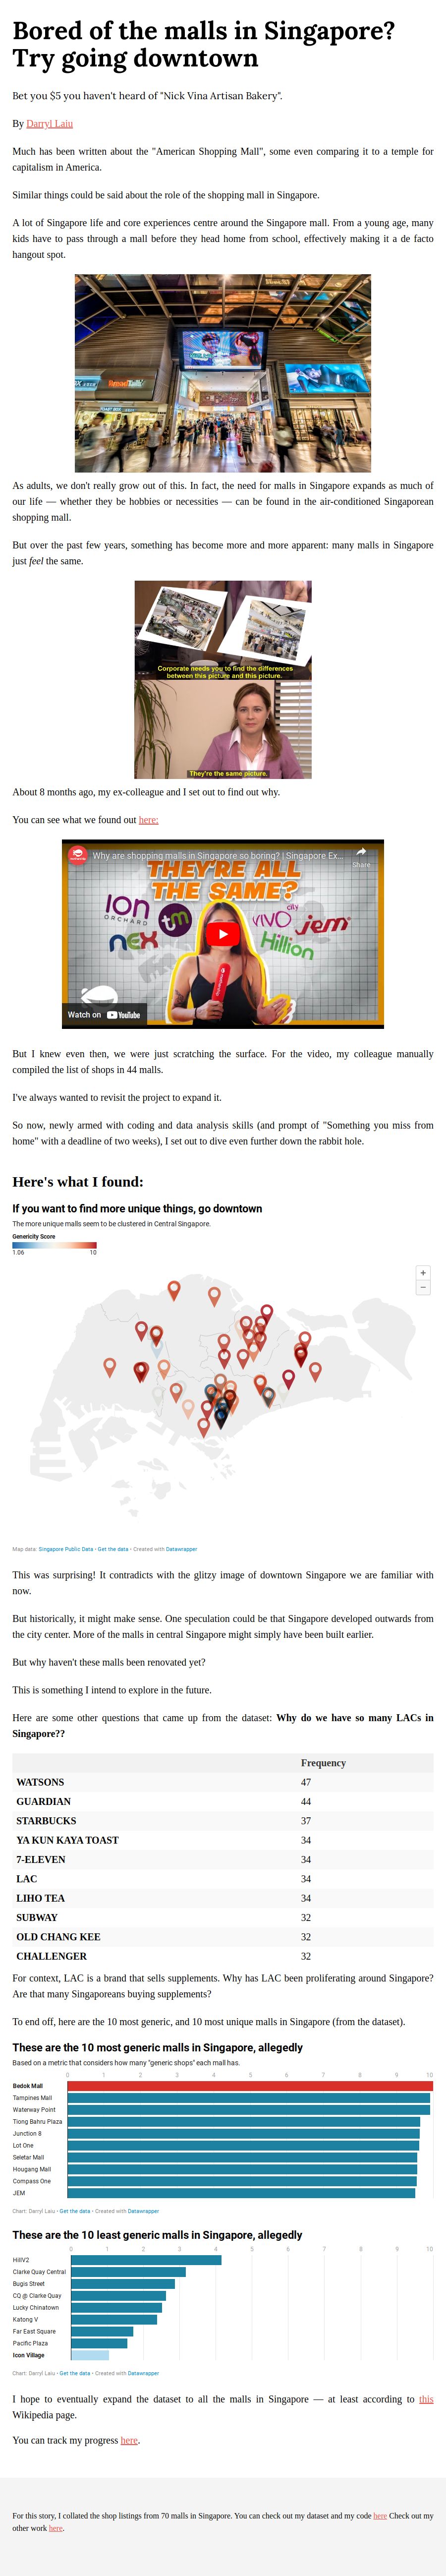 Bored of the malls in Singapore?
Try going downtown
Bet you $5 you haven't heard of "Nick Vina Artisan Bakery".
By Darryl Laiu
Much has been written about the "American Shopping Mall", some even comparing it to a temple for
capitalism in America.
Similar things could be said about the role of the shopping mall in Singapore.
A lot of Singapore life and core experiences centre around the Singapore mall. From a young age, many
kids have to pass through a mall before they head home from school, effectively making it a de facto
hangout spot.
BreadTalk
As adults, we don't really grow out of this. In fact, the need for malls in Singapore expands as much of
our life — whether they be hobbies or necessities — can be found in the air-conditioned Singaporean
shopping mall.
But over the past few years, something has become more and more apparent: many malls in Singapore
just feel the same.
Corporate needs you to find the differences
between this picture and this picture.
They're the same picture.
About 8 months ago, my ex-colleague and I set out to find out why.
You can see what we found out here:
Why are shopping malls in Singapore so boring? | Singapore Ex...
Share
THEY'RE ALL
THE SAME?
ION
ORCHARD
tm
VIVO city
jem
nex
Hillion
Watch on YouTube
But I knew even then, we were just scratching the surface. For the video, my colleague manually
compiled the list of shops in 44 malls.
I've always wanted to revisit the project to expand it.
So now, newly armed with coding and data analysis skills (and prompt of "Something you miss from
home" with a deadline of two weeks), I set out to dive even further down the rabbit hole.
Here's what I found:
If you want to find more unique things, go downtown
The more unique malls seem to be clustered in Central Singapore.
Genericity Score
1.06 10
+
−
Map data: Singapore Public Data • Get the data • Created with Datawrapper
This was surprising! It contradicts with the glitzy image of downtown Singapore we are familiar with
now.
But historically, it might make sense. One speculation could be that Singapore developed outwards from
the city center. More of the malls in central Singapore might simply have been built earlier.
But why haven't these malls been renovated yet?
This is something I intend to explore in the future.
Here are some other questions that came up from the dataset: Why do we have so many LACs in
Singapore??
Frequency
WATSONS 47
GUARDIAN 44
STARBUCKS 37
YA KUN KAYA TOAST 34
7-ELEVEN 34
LAC 34
LIHO TEA 34
SUBWAY 32
OLD CHANG KEE 32
CHALLENGER 32
For context, LAC is a brand that sells supplements. Why has LAC been proliferating around Singapore?
Are that many Singaporeans buying supplements?
To end off, here are the 10 most generic, and 10 most unique malls in Singapore (from the dataset).
These are the 10 most generic malls in Singapore, allegedly
Based on a metric that considers how many "generic shops" each mall has.
0 1 2 3 4 5 6 7 8 9 10
Bedok Mall
Tampines Mall
Waterway Point
Tiong Bahru Plaza
Junction 8
Lot One
Seletar Mall
Hougang Mall
Compass One
JEM
Chart: Darryl Laiu • Get the data • Created with Datawrapper
These are the 10 least generic malls in Singapore, allegedly
0 1 2 3 4 5 6 7 8 9 10
HillV2
Clarke Quay Central
Bugis Street
CQ @ Clarke Quay
Lucky Chinatown
Katong V
Far East Square
Pacific Plaza
Icon Village
Chart: Darryl Laiu • Get the data • Created with Datawrapper
I hope to eventually expand the dataset to all the malls in Singapore — at least according to this
Wikipedia page.
You can track my progress here.
For this story, I collated the shop listings from 70 malls in Singapore. You can check out my dataset and my code here Check out my
other work here.